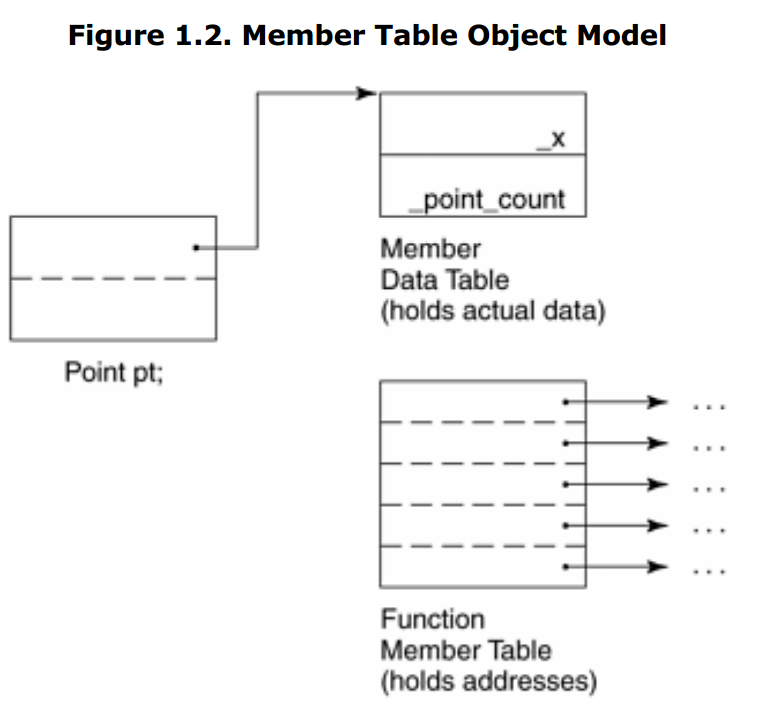 Figure 1.2. Member Table Object Model
_x
_point_count
Member
Data Table
(holds actual data)
Point pt;
...
...
...
...
...
Function
Member Table
(holds addresses)